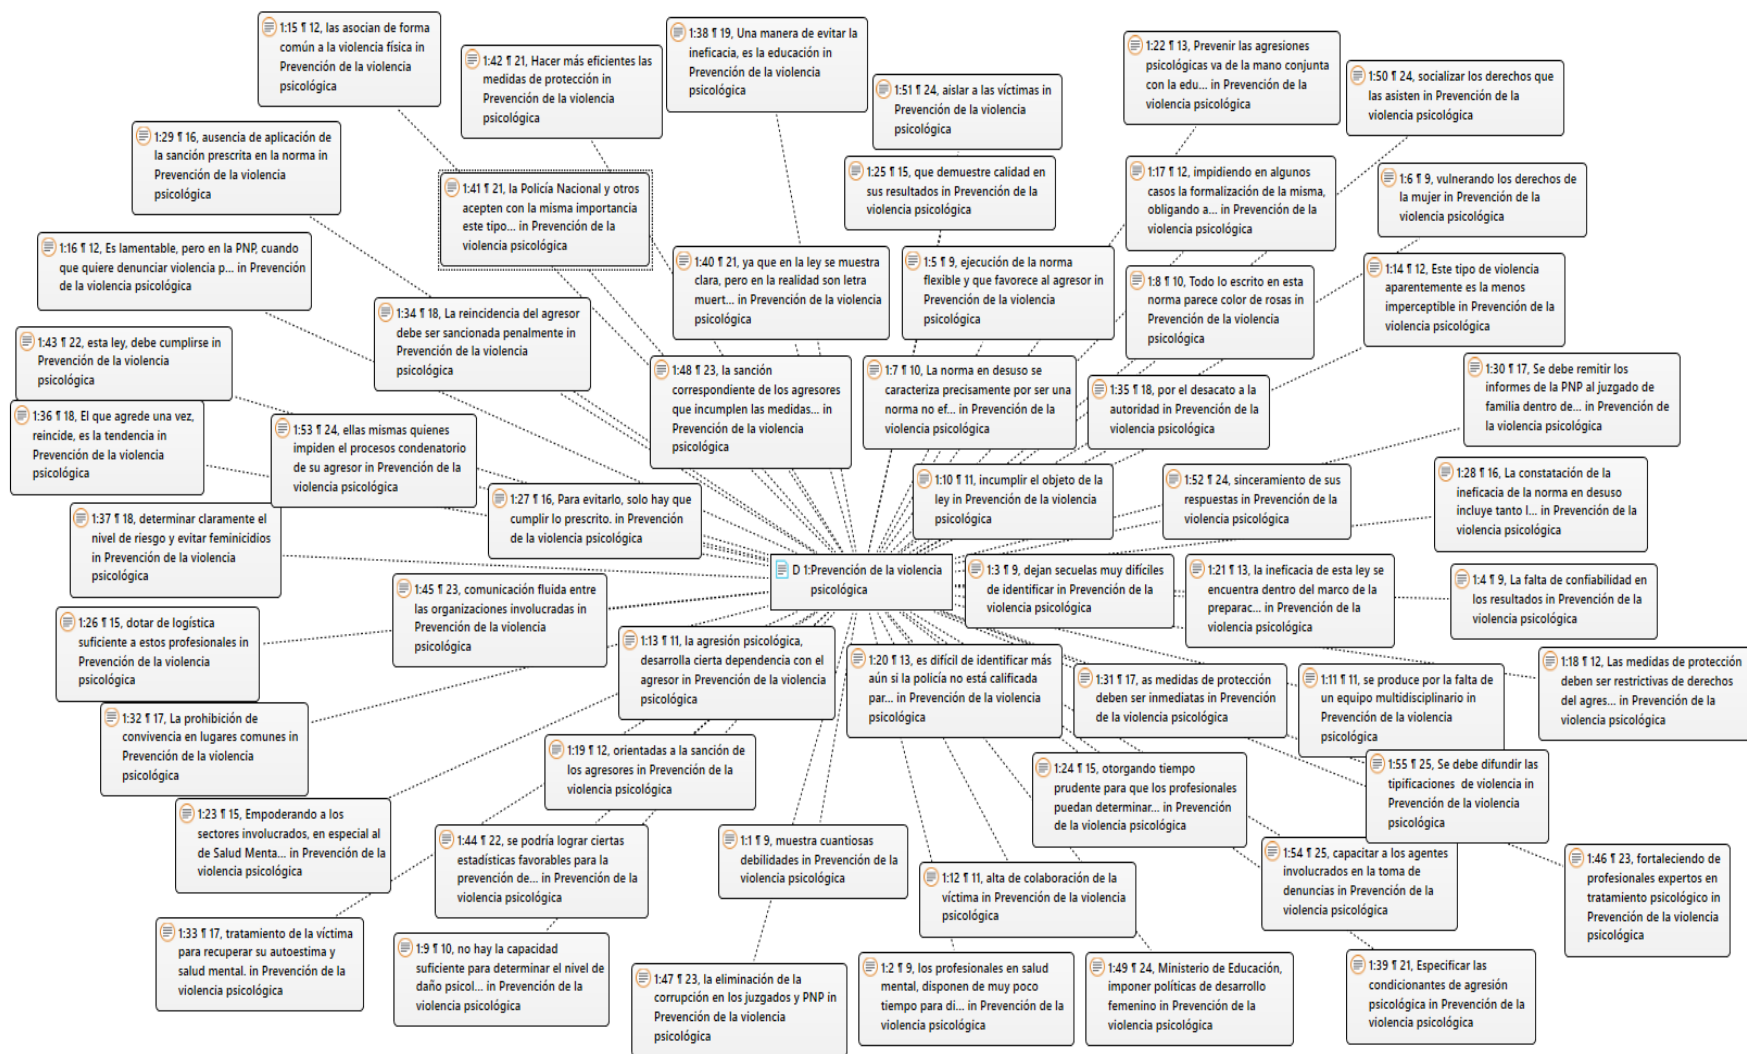 1:15 ¶ 12, las asocian de forma
común a la violencia física in
Prevención de la violencia
psicológica
1:42 ¶ 21, Hacer más eficientes las
medidas de protección in
Prevención de la violencia
psicológica
1:38 ¶ 19, Una manera de evitar la
ineficacia, es la educación in
Prevención de la violencia
psicológica
1:51 ¶ 24, aislar a las víctimas in
Prevención de la violencia
psicológica
1:22 ¶ 13, Prevenir las agresiones
psicológicas va de la mano conjunta
con la edu... in Prevención de la
violencia psicológica
1:50 ¶ 24, socializar los derechos que
las asisten in Prevención de la
violencia psicológica
1:29 ¶ 16, ausencia de aplicación de
la sanción prescrita en la norma in
Prevención de la violencia
psicológica
1:41 ¶ 21, la Policía Nacional y otros
acepten con la misma importancia
este tipo... in Prevención de la
violencia psicológica
1:25 ¶ 15, que demuestre calidad en
sus resultados in Prevención de la
violencia psicológica
1:17 ¶ 12, impidiendo en algunos
casos la formalización de la misma,
obligando a... in Prevención de la
violencia psicológica
1:6 ¶ 9, vulnerando los derechos de
la mujer in Prevención de la
violencia psicológica
1:16 ¶ 12, Es lamentable, pero en la PNP, cuando
que quiere denunciar violencia p... in Prevención
de la violencia psicológica
1:40 ¶ 21, ya que en la ley se muestra
clara, pero en la realidad son letra
muert... in Prevención de la violencia
psicológica
1:5 ¶ 9, ejecución de la norma
flexible y que favorece al agresor in
Prevención de la violencia
psicológica
1:8 ¶ 10, Todo lo escrito en esta
norma parece color de rosas in
Prevención de la violencia
psicológica
1:14 ¶ 12, Este tipo de violencia
aparentemente es la menos
imperceptible in Prevención de la
violencia psicológica
1:34 ¶ 18, La reincidencia del agresor
debe ser sancionada penalmente in
Prevención de la violencia
psicológica
1:43 ¶ 22, esta ley, debe cumplirse in
Prevención de la violencia
psicológica
1:48 ¶ 23, la sanción
correspondiente de los agresores
que incumplen las medidas... in
Prevención de la violencia
psicológica
1:7 ¶ 10, La norma en desuso se
caracteriza precisamente por ser una
norma no ef... in Prevención de la
violencia psicológica
1:35 ¶ 18, por el desacato a la
autoridad in Prevención de la
violencia psicológica
1:30 ¶ 17, Se debe remitir los
informes de la PNP al juzgado de
familia dentro de... in Prevención de
la violencia psicológica
1:36 ¶ 18, El que agrede una vez,
reincide, es la tendencia in
Prevención de la violencia
psicológica
1:53 ¶ 24, ellas mismas quienes
impiden el procesos condenatorio
de su agresor in Prevención de la
violencia psicológica
1:27 ¶ 16, Para evitarlo, solo hay que
cumplir lo prescrito. in Prevención
de la violencia psicológica
1:10 ¶ 11, incumplir el objeto de la
ley in Prevención de la violencia
psicológica
1:52 ¶ 24, sinceramiento de sus
respuestas in Prevención de la
violencia psicológica
1:28 ¶ 16, La constatación de la
ineficacia de la norma en desuso
incluye tanto l... in Prevención de la
violencia psicológica
1:37 ¶ 18, determinar claramente el
nivel de riesgo y evitar feminicidios
in Prevención de la violencia
psicológica
D 1:Prevención de la violencia
psicológica
1:3 ¶ 9, dejan secuelas muy difíciles
de identificar in Prevención de la
violencia psicológica
1:21 ¶ 13, la ineficacia de esta ley se
encuentra dentro del marco de la
preparac... in Prevención de la
violencia psicológica
1:4 ¶ 9, La falta de confiabilidad en
los resultados in Prevención de la
violencia psicológica
1:45 ¶ 23, comunicación fluida entre
las organizaciones involucradas in
Prevención de la violencia
psicológica
1:26 ¶ 15, dotar de logística
suficiente a estos profesionales in
Prevención de la violencia
psicológica
1:13 ¶ 11, la agresión psicológica,
desarrolla cierta dependencia con el
agresor in Prevención de la violencia
psicológica
1:20 ¶ 13, es difícil de identificar más
aún si la policía no está calificada
par... in Prevención de la violencia
psicológica
1:31 ¶ 17, as medidas de protección
deben ser inmediatas in Prevención
de la violencia psicológica
1:11 ¶ 11, se produce por la falta de
un equipo multidisciplinario in
Prevención de la violencia
psicológica
1:18 ¶ 12, Las medidas de protección
deben ser restrictivas de derechos
del agres... in Prevención de la
violencia psicológica
1:32 ¶ 17, La prohibición de
convivencia en lugares comunes in
Prevención de la violencia
psicológica
1:19 ¶ 12, orientadas a la sanción de
los agresores in Prevención de la
violencia psicológica
1:24 ¶ 15, otorgando tiempo
prudente para que los profesionales
puedan determinar... in Prevención
de la violencia psicológica
1:55 ¶ 25, Se debe difundir las
tipificaciones  de violencia in
Prevención de la violencia
psicológica
1:23 ¶ 15, Empoderando a los
sectores involucrados, en especial al
de Salud Menta... in Prevención de la
violencia psicológica
1:44 ¶ 22, se podría lograr ciertas
estadísticas favorables para la
prevención de... in Prevención de la
violencia psicológica
1:1 ¶ 9, muestra cuantiosas
debilidades in Prevención de la
violencia psicológica
1:12 ¶ 11, alta de colaboración de la
víctima in Prevención de la violencia
psicológica
1:54 ¶ 25, capacitar a los agentes
involucrados en la toma de
denuncias in Prevención de la
violencia psicológica
1:46 ¶ 23, fortaleciendo de
profesionales expertos en
tratamiento psicológico in
Prevención de la violencia
psicológica
1:33 ¶ 17, tratamiento de la víctima
para recuperar su autoestima y
salud mental. in Prevención de la
violencia psicológica
1:9 ¶ 10, no hay la capacidad
suficiente para determinar el nivel de
daño psicol... in Prevención de la
violencia psicológica
1:47 ¶ 23, la eliminación de la
corrupción en los juzgados y PNP in
Prevención de la violencia
psicológica
1:2 ¶ 9, los profesionales en salud
mental, disponen de muy poco
tiempo para di... in Prevención de la
violencia psicológica
1:49 ¶ 24, Ministerio de Educación,
imponer políticas de desarrollo
femenino in Prevención de la
violencia psicológica
1:39 ¶ 21, Especificar las
condicionantes de agresión
psicológica in Prevención de la
violencia psicológica